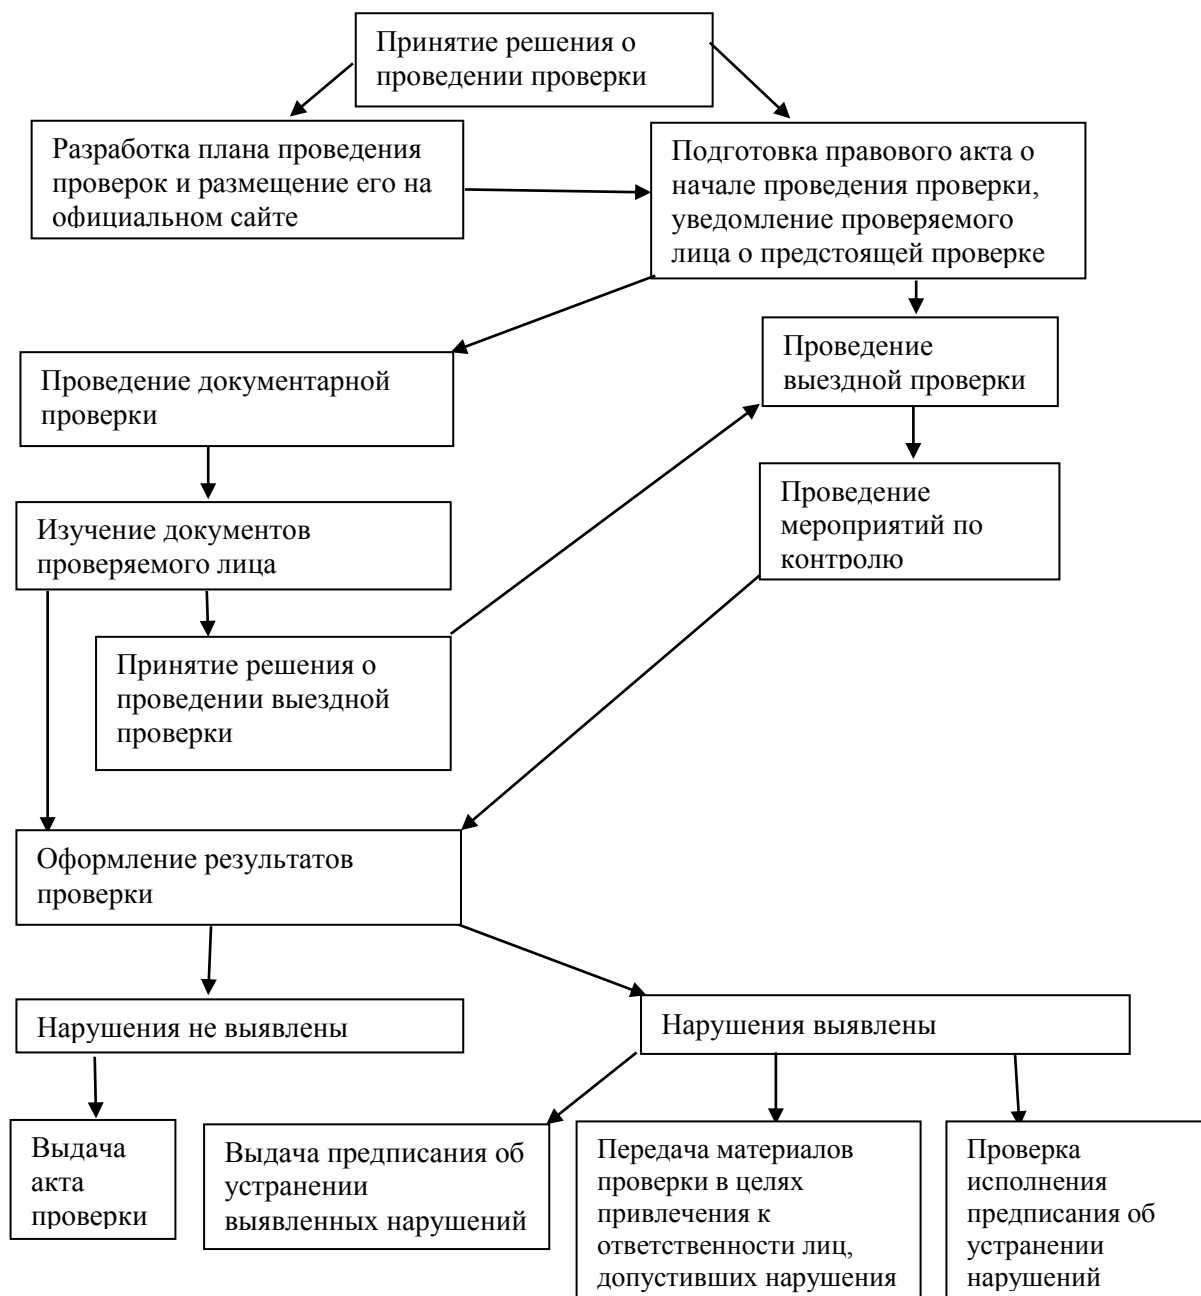 Принятие решения о
проведении проверки
Разработка плана проведения
проверок и размещение его на
официальном сайте
Подготовка правового акта о
начале проведения проверки,
уведомление проверяемого
лица о предстоящей проверке
Проведение документарной
проверки
Проведение
выездной проверки
Изучение документов
проверяемого лица
Проведение
мероприятий по
контролю
Принятие решения о
проведении выездной
проверки
Оформление результатов
проверки
Нарушения не выявлены
Нарушения выявлены
Выдача
акта
проверки
Выдача предписания об
устранении
выявленных нарушений
Передача материалов
проверки в целях
привлечения к
ответственности лиц,
допустивших нарушения
Проверка
исполнения
предписания об
устранении
нарушений